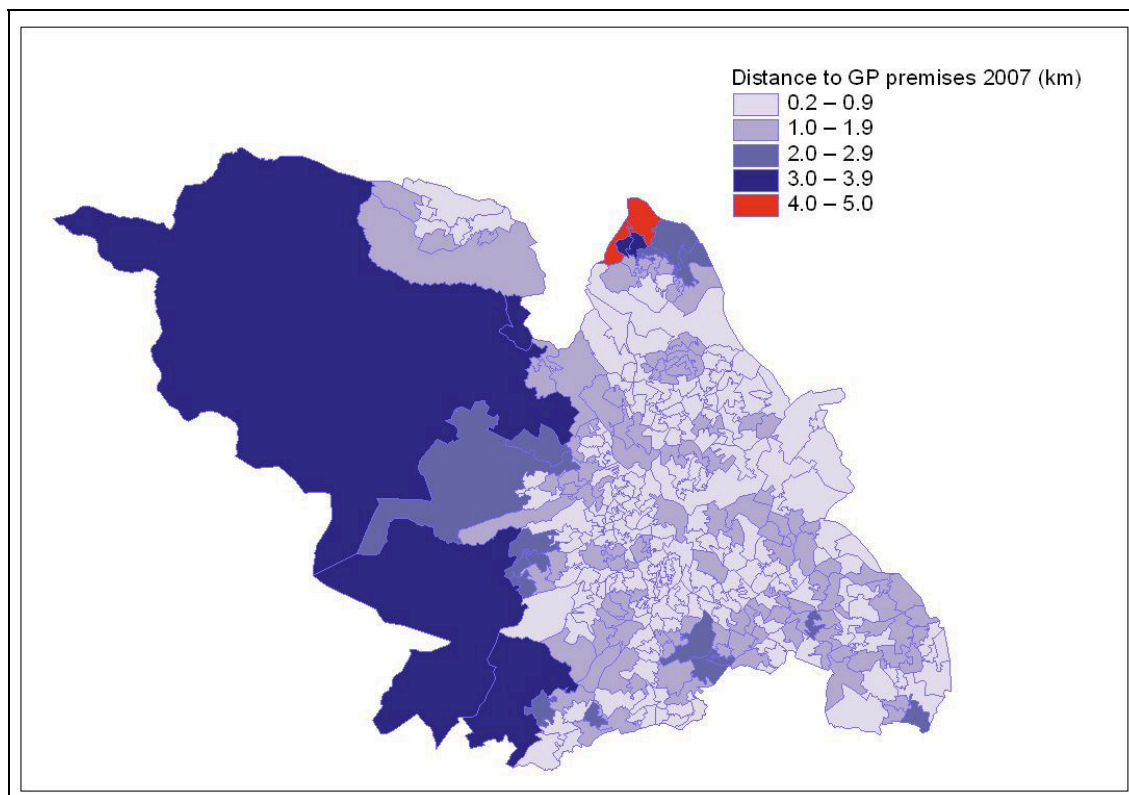 Distance to GP premises 2007 (km)
0.2 – 0.9
1.0 – 1.9
2.0 – 2.9
3.0 – 3.9
4.0 – 5.0